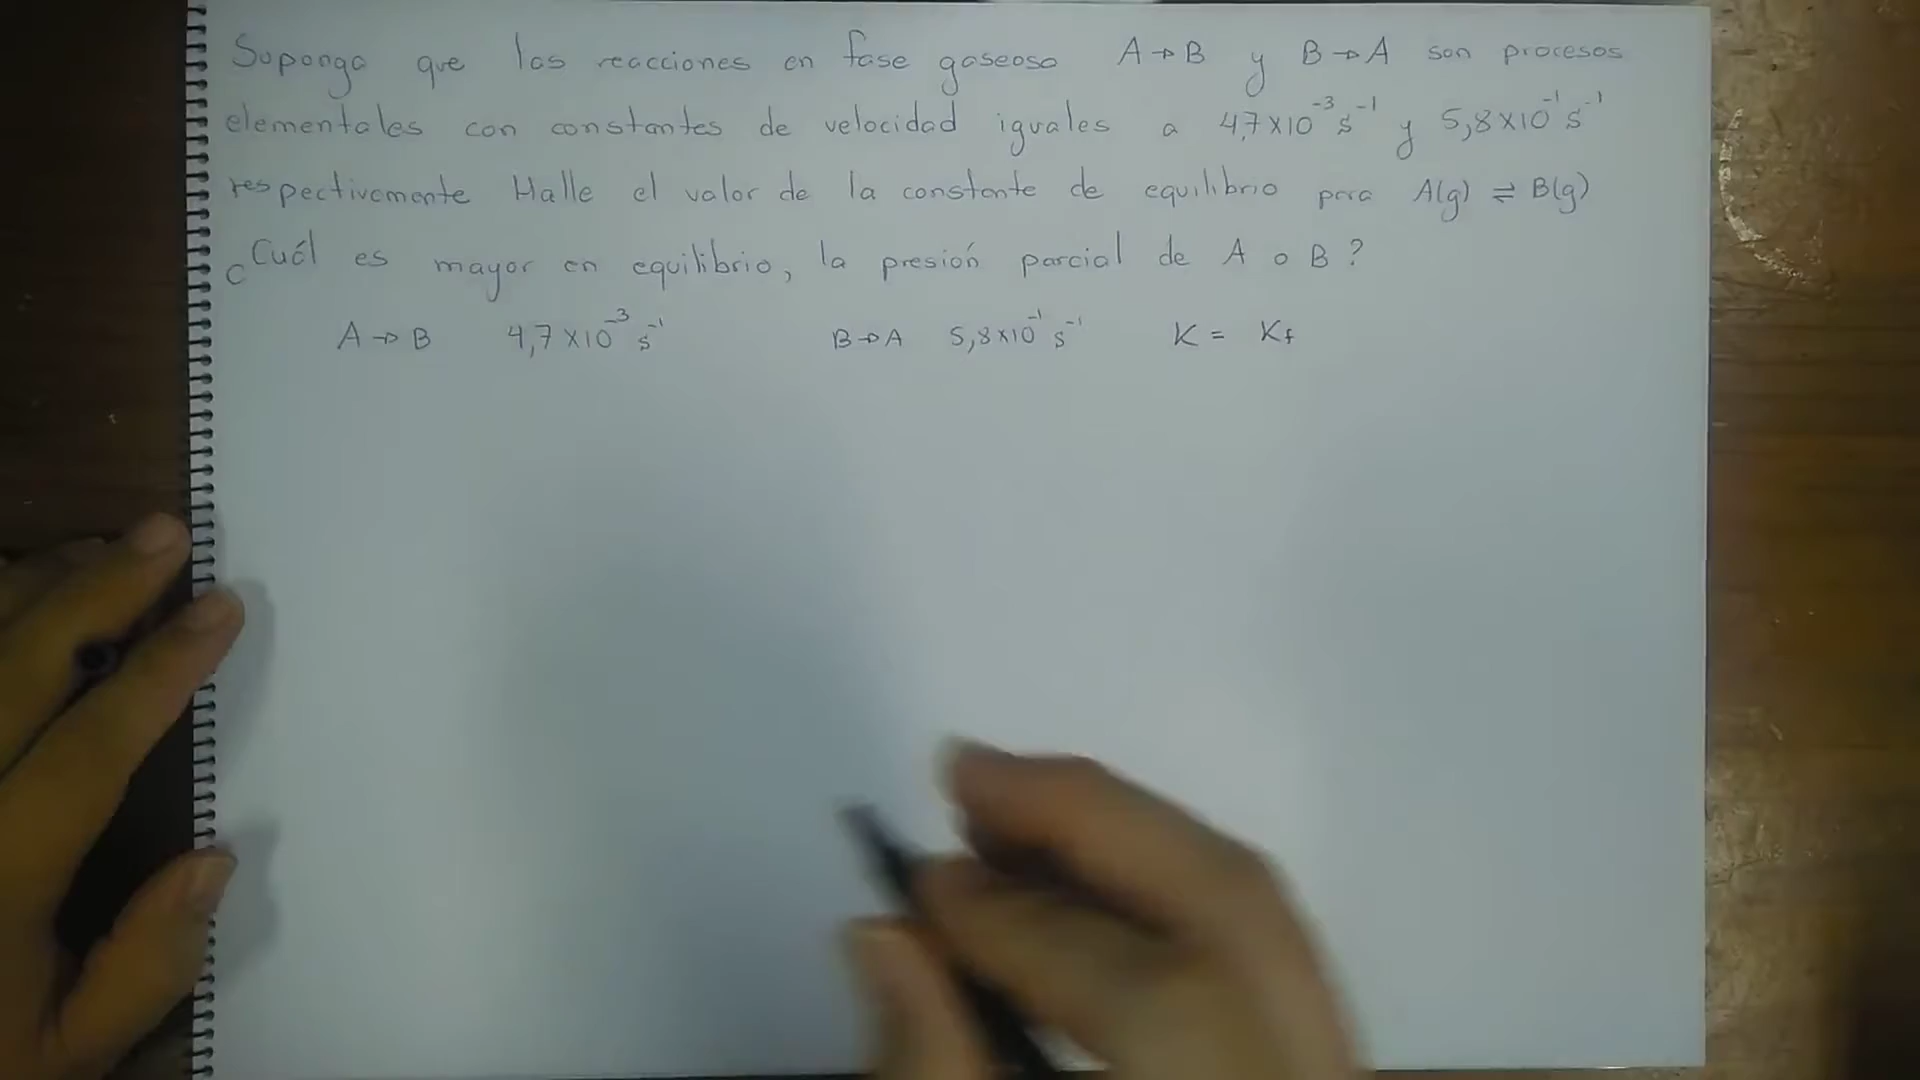 Suponga que las reacciones en fase gaseosa A → B y B → A son procesos
elementales con constantes de velocidad iguales a 4,7×10⁻³ s⁻¹ y 5,8×10⁻¹ s⁻¹
respectivamente Halle el valor de la constante de equilibrio para A(g) ⇌ B(g)
¿Cuál es mayor en equilibrio, la presión parcial de A o B?
A → B 4,7×10⁻³ s⁻¹ B → A 5,8×10⁻¹ s⁻¹ K = Kf